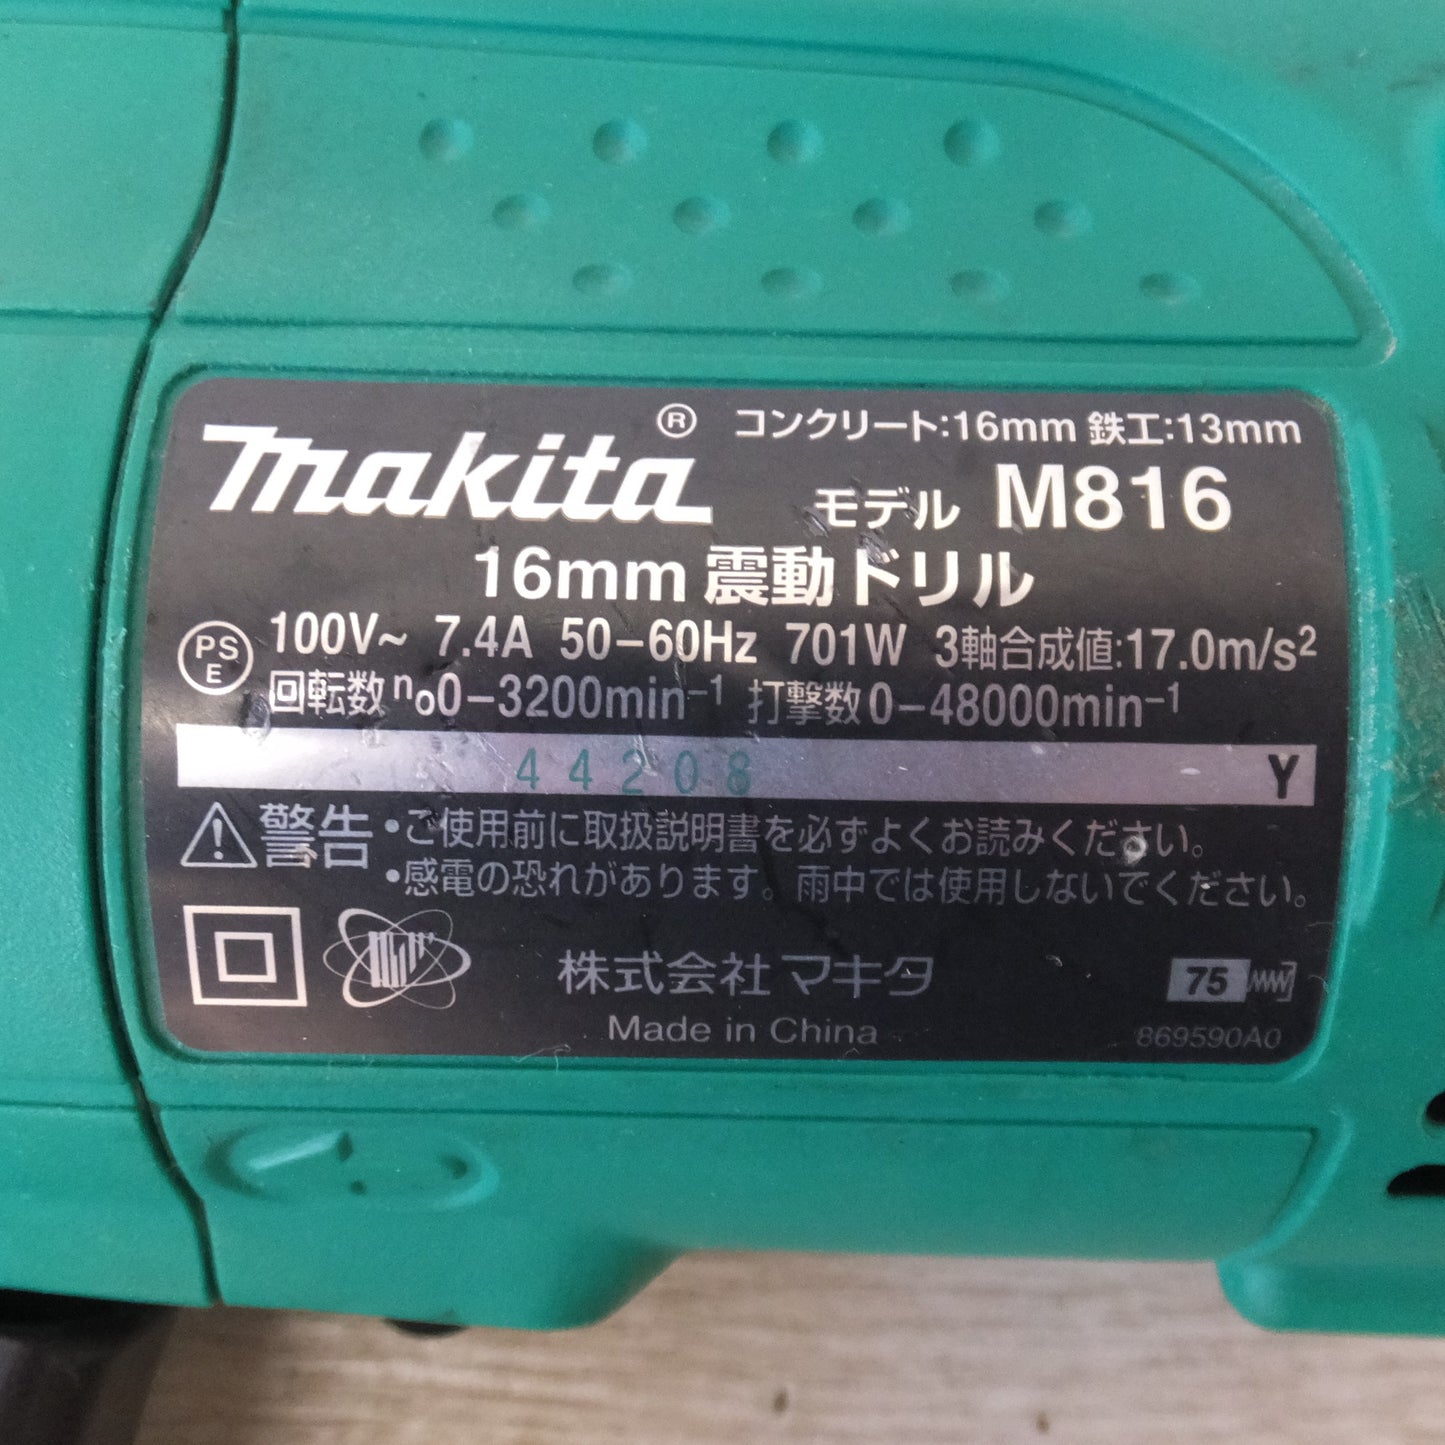 makita® コンクリート:16mm 鉄工:13mm
モデル M816
16mm 震動ドリル
PS E 100V~ 7.4A 50-60Hz 701W 3軸合成値:17.0m/s²
回転数 n₀0-3200min⁻¹ 打撃数0-48000min⁻¹
44208 Y
警告 •ご使用前に取扱説明書を必ずよくお読みください。
•感電の恐れがあります。雨中では使用しないでください。
株式会社マキタ 75
Made in China 869590A0